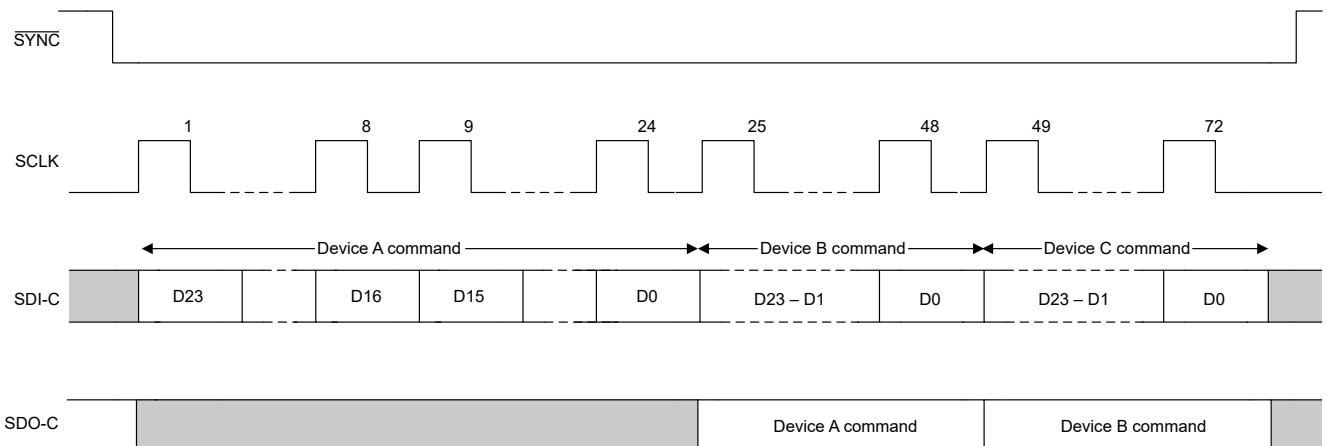 SYNC
1 8 9 24 25 48 49 72
SCLK
Device A command Device B command Device C command
SDI-C D23 D16 D15 D0 D23 – D1 D0 D23 – D1 D0
SDO-C Device A command Device B command